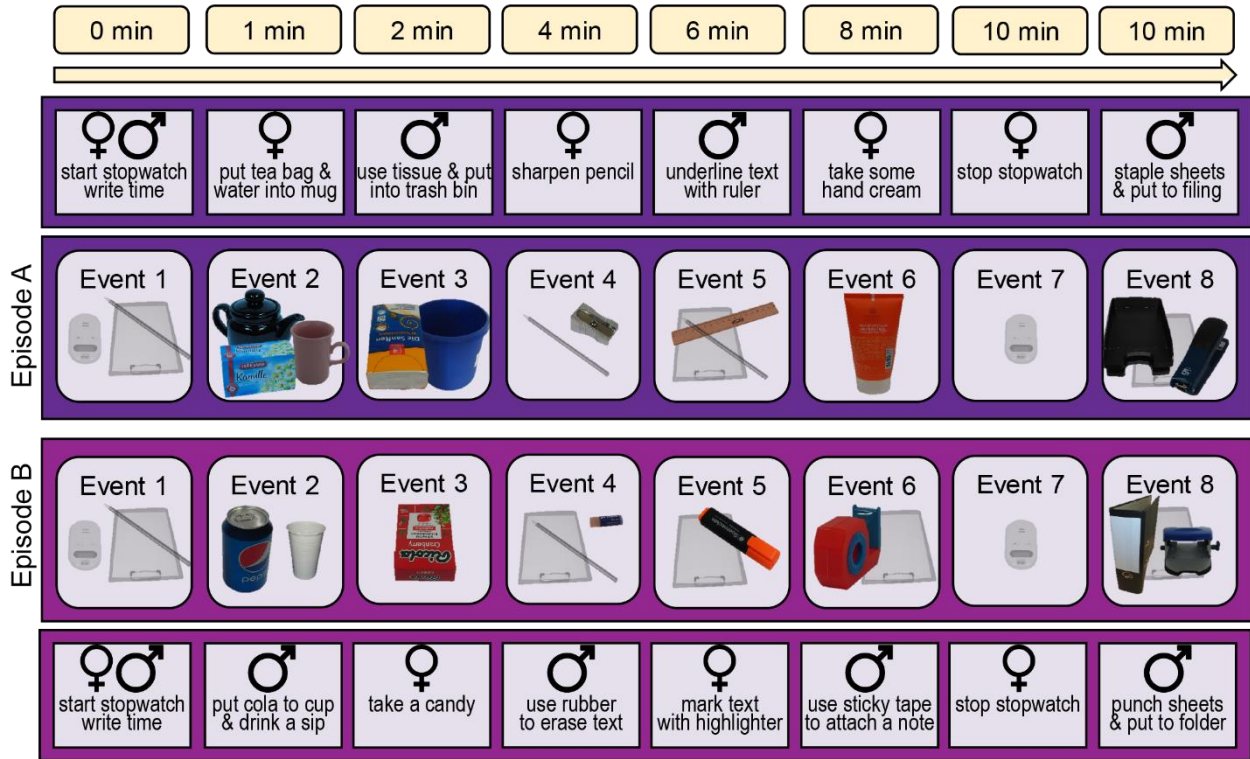 0 min
1 min
2 min
4 min
6 min
8 min
10 min
10 min
start stopwatch
write time
put tea bag &
water into mug
use tissue & put
into trash bin
sharpen pencil
underline text
with ruler
take some
hand cream
stop stopwatch
staple sheets
& put to filing
Episode A
Event 1
Event 2
Kamille
Event 3
Die Sanften
Event 4
Event 5
Event 6
Event 7
Event 8
Episode B
Event 1
Event 2
pepsi
Event 3
Cranberry
Ricola
Event 4
Event 5
Event 6
Event 7
Event 8
start stopwatch
write time
put cola to cup
& drink a sip
take a candy
use rubber
to erase text
mark text
with highlighter
use sticky tape
to attach a note
stop stopwatch
punch sheets
& put to folder